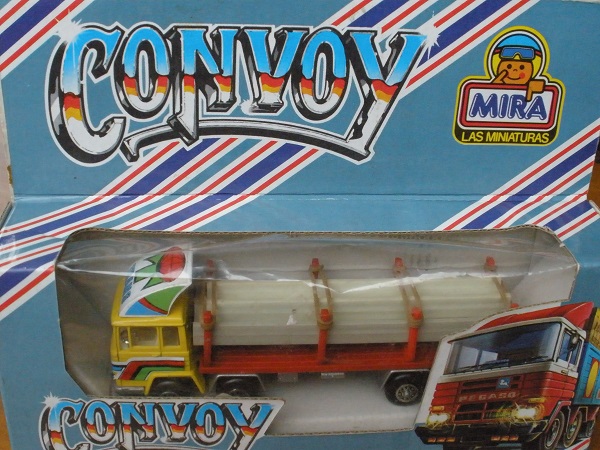 CONVOY
MIRA
LAS MINIATURAS
CONVOY
PEGASO